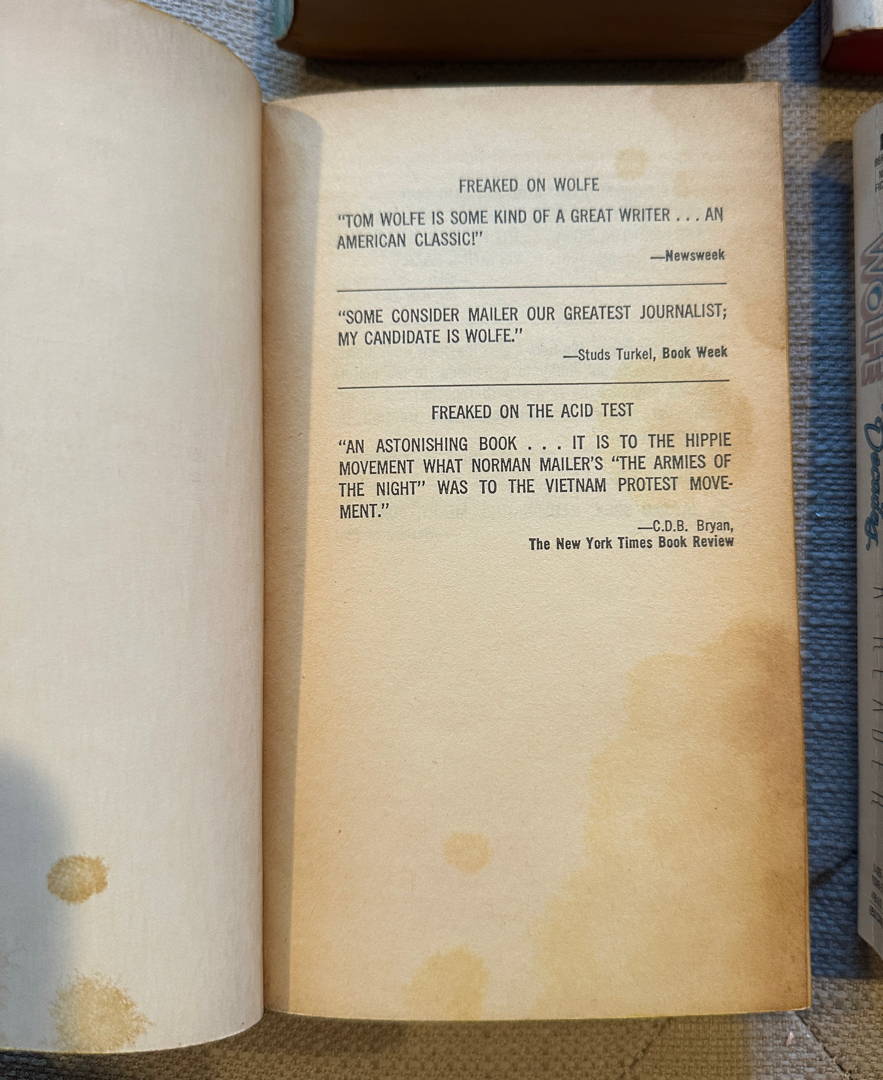 FREAKED ON WOLFE
“TOM WOLFE IS SOME KIND OF A GREAT WRITER . . . AN
AMERICAN CLASSIC!”
—Newsweek
“SOME CONSIDER MAILER OUR GREATEST JOURNALIST;
MY CANDIDATE IS WOLFE.”
—Studs Turkel, Book Week
FREAKED ON THE ACID TEST
“AN ASTONISHING BOOK . . . IT IS TO THE HIPPIE
MOVEMENT WHAT NORMAN MAILER’S “THE ARMIES OF
THE NIGHT” WAS TO THE VIETNAM PROTEST MOVE-
MENT.”
—C.D.B. Bryan,
The New York Times Book Review
WOLFE
A READER